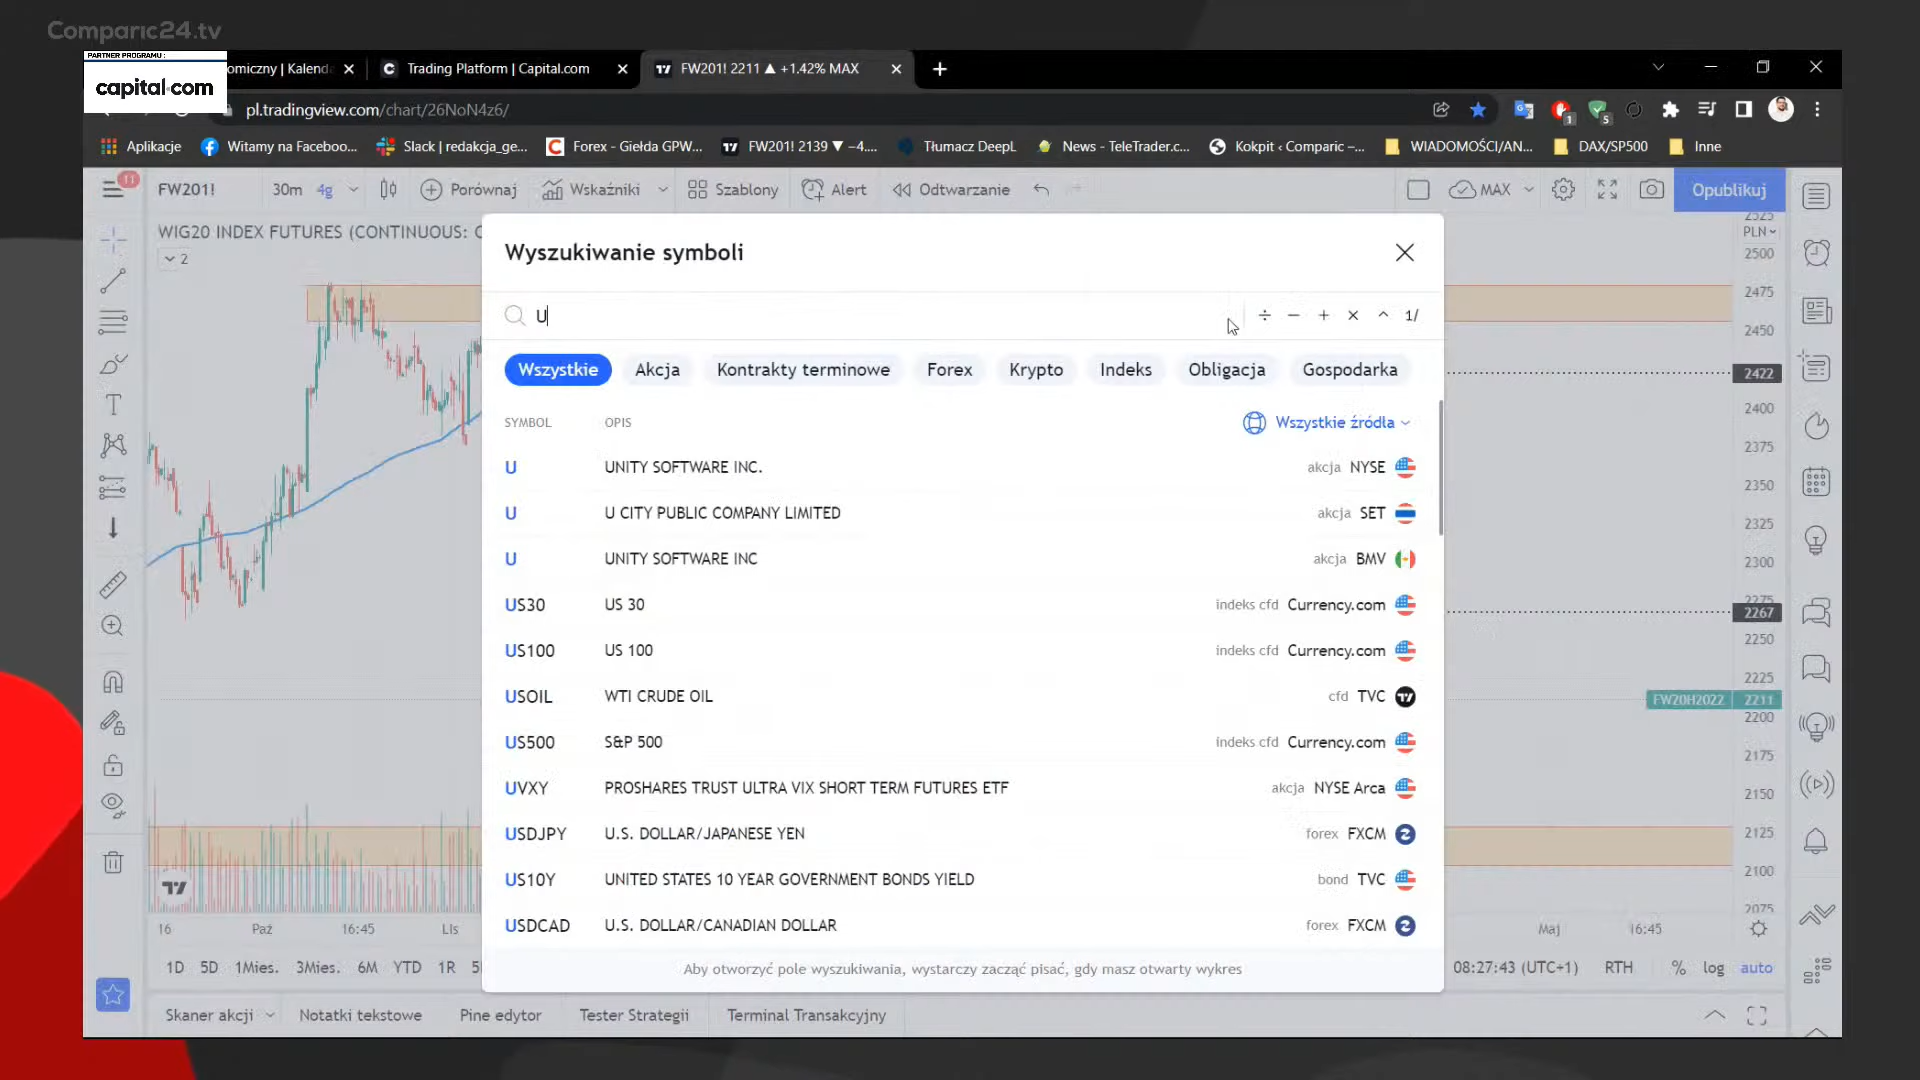 Comparic24.tv
PARTNER PROGRAMU :
capital.com
omiczny | Kalenda
Trading Platform | Capital.com
FW201! 2211 ▲ +1.42% MAX
pl.tradingview.com/chart/26NoN4z6/
1
5
Aplikacje
Witamy na Faceboo...
Slack | redakcja_ge...
Forex - Giełda GPW...
FW201! 2139 ▼ −4....
Tłumacz DeepL
News - TeleTrader.c...
Kokpit ‹ Comparic –...
WIADOMOŚCI/AN...
DAX/SP500
Inne
11
FW201!
30m
4g
Porównaj
Wskaźniki
Szablony
Alert
Odtwarzanie
MAX
Opublikuj
WIG20 INDEX FUTURES (CONTINUOUS: C
2
Wyszukiwanie symboli
U
÷ − + × ^ 1/
Wszystkie
Akcja
Kontrakty terminowe
Forex
Krypto
Indeks
Obligacja
Gospodarka
SYMBOL
OPIS
Wszystkie źródła
U UNITY SOFTWARE INC. akcja NYSE
U U CITY PUBLIC COMPANY LIMITED akcja SET
U UNITY SOFTWARE INC akcja BMV
US30 US 30 indeks cfd Currency.com
US100 US 100 indeks cfd Currency.com
USOIL WTI CRUDE OIL cfd TVC
US500 S&P 500 indeks cfd Currency.com
UVXY PROSHARES TRUST ULTRA VIX SHORT TERM FUTURES ETF akcja NYSE Arca
USDJPY U.S. DOLLAR/JAPANESE YEN forex FXCM
US10Y UNITED STATES 10 YEAR GOVERNMENT BONDS YIELD bond TVC
USDCAD U.S. DOLLAR/CANADIAN DOLLAR forex FXCM
Aby otworzyć pole wyszukiwania, wystarczy zacząć pisać, gdy masz otwarty wykres
2525
PLN
2500
2475
2450
2422
2400
2375
2350
2325
2300
2275
2267
2250
2225
FW20H2022 2211
2200
2175
2150
2125
2100
2075
16
Paź
16:45
Lis
Maj
16:45
1D 5D 1Mies. 3Mies. 6M YTD 1R
08:27:43 (UTC+1)
RTH
%
log
auto
Skaner akcji
Notatki tekstowe
Pine edytor
Tester Strategii
Terminal Transakcyjny